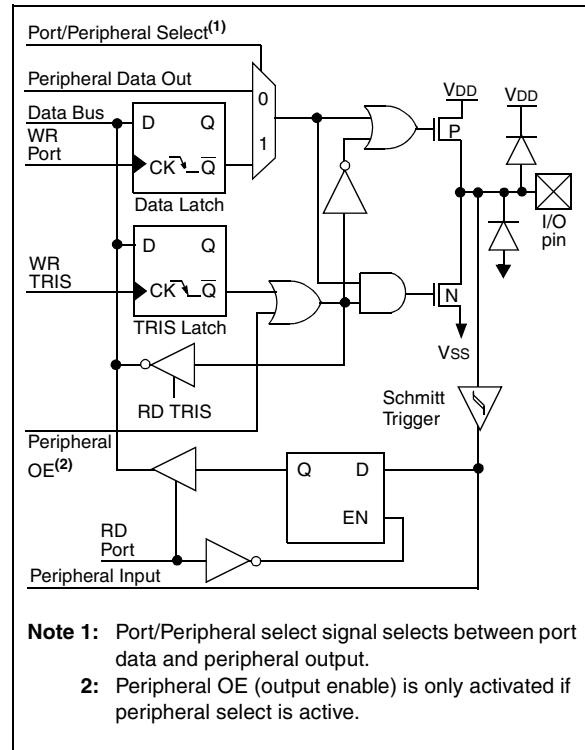 Port/Peripheral Select(1)
Peripheral Data Out
Data Bus
WR
Port
D Q
CK Q
Data Latch
0
1
VDD
P
VDD
I/O
pin
D Q
WR
TRIS
CK Q
TRIS Latch
N
VSS
RD TRIS
Schmitt
Trigger
Peripheral
OE(2)
Q D
EN
RD
Port
Peripheral Input
Note 1: Port/Peripheral select signal selects between port
data and peripheral output.
2: Peripheral OE (output enable) is only activated if
peripheral select is active.